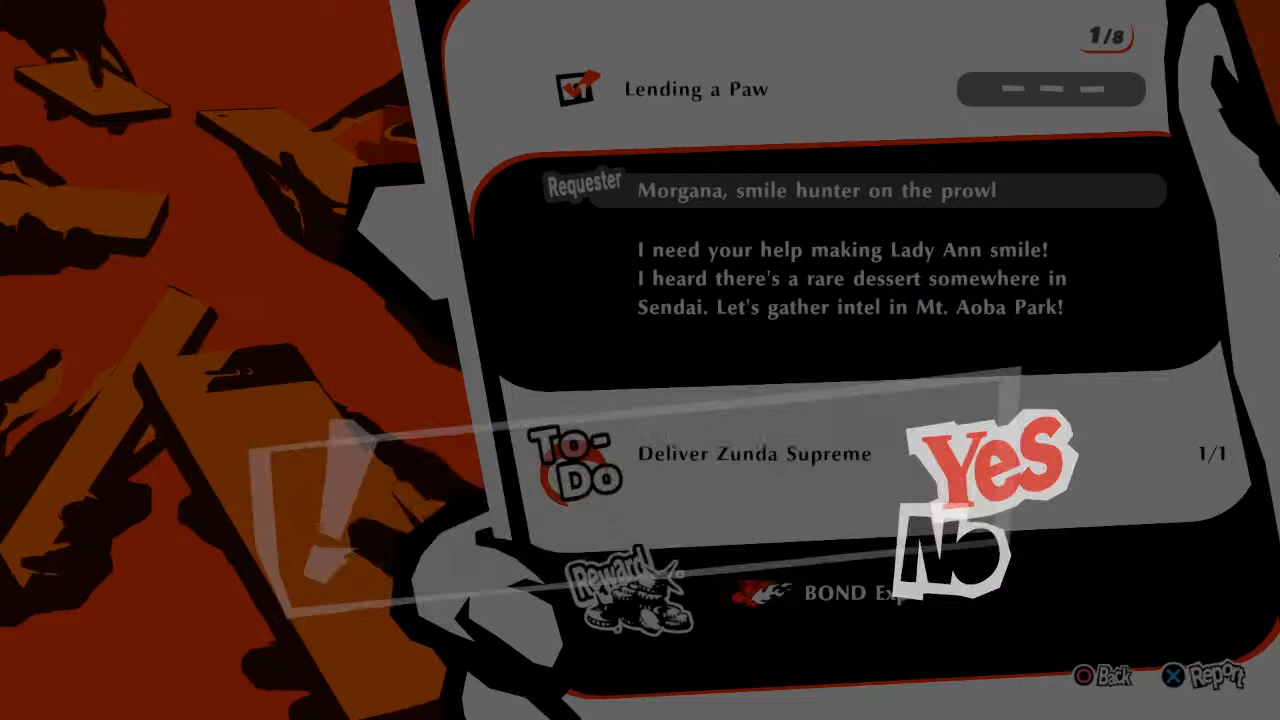 1/8
Lending a Paw
Requester
Morgana, smile hunter on the prowl
I need your help making Lady Ann smile!
I heard there's a rare dessert somewhere in
Sendai. Let's gather intel in Mt. Aoba Park!
To-Do
Deliver Zunda Supreme
1/1
!
Yes
No
Reward
BOND Exp
Back
Report